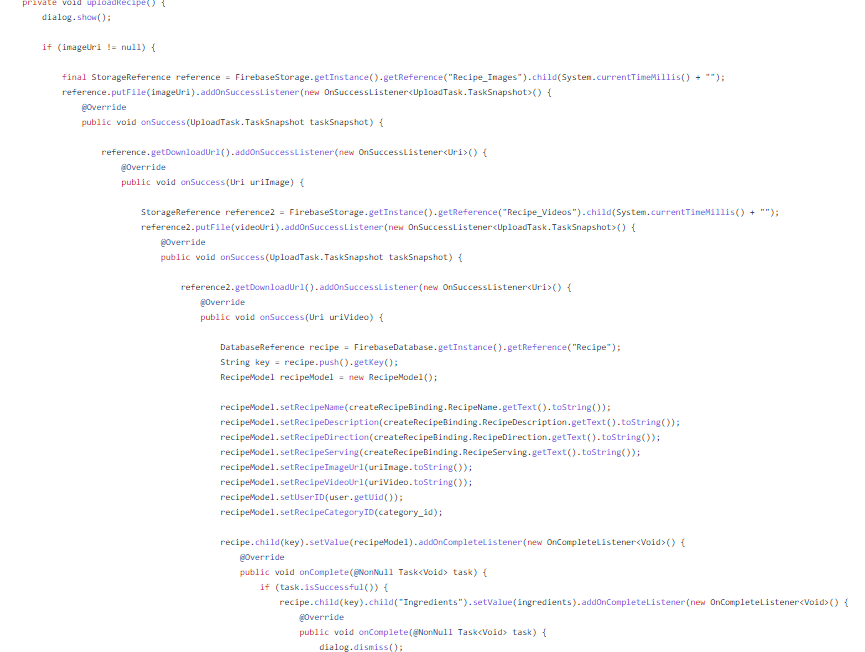 private void uploadRecipe() {
dialog.show();
if (imageUri != null) {
final StorageReference reference = FirebaseStorage.getInstance().getReference("Recipe_Images").child(System.currentTimeMillis() + "");
reference.putFile(imageUri).addOnSuccessListener(new OnSuccessListener<UploadTask.TaskSnapshot>() {
@Override
public void onSuccess(UploadTask.TaskSnapshot taskSnapshot) {
reference.getDownloadUrl().addOnSuccessListener(new OnSuccessListener<Uri>() {
@Override
public void onSuccess(Uri uriImage) {
StorageReference reference2 = FirebaseStorage.getInstance().getReference("Recipe_Videos").child(System.currentTimeMillis() + "");
reference2.putFile(videoUri).addOnSuccessListener(new OnSuccessListener<UploadTask.TaskSnapshot>() {
@Override
public void onSuccess(UploadTask.TaskSnapshot taskSnapshot) {
reference2.getDownloadUrl().addOnSuccessListener(new OnSuccessListener<Uri>() {
@Override
public void onSuccess(Uri uriVideo) {
DatabaseReference recipe = FirebaseDatabase.getInstance().getReference("Recipe");
String key = recipe.push().getKey();
RecipeModel recipeModel = new RecipeModel();
recipeModel.setRecipeName(createRecipeBinding.RecipeName.getText().toString());
recipeModel.setRecipeDescription(createRecipeBinding.RecipeDescription.getText().toString());
recipeModel.setRecipeDirection(createRecipeBinding.RecipeDirection.getText().toString());
recipeModel.setRecipeServing(createRecipeBinding.RecipeServing.getText().toString());
recipeModel.setRecipeImageUrl(uriImage.toString());
recipeModel.setRecipeVideoUrl(uriVideo.toString());
recipeModel.setUserID(user.getUid());
recipeModel.setRecipeCategoryID(category_id);
recipe.child(key).setValue(recipeModel).addOnCompleteListener(new OnCompleteListener<Void>() {
@Override
public void onComplete(@NonNull Task<Void> task) {
if (task.isSuccessful()) {
recipe.child(key).child("Ingredients").setValue(ingredients).addOnCompleteListener(new OnCompleteListener<Void>() {
@Override
public void onComplete(@NonNull Task<Void> task) {
dialog.dismiss();